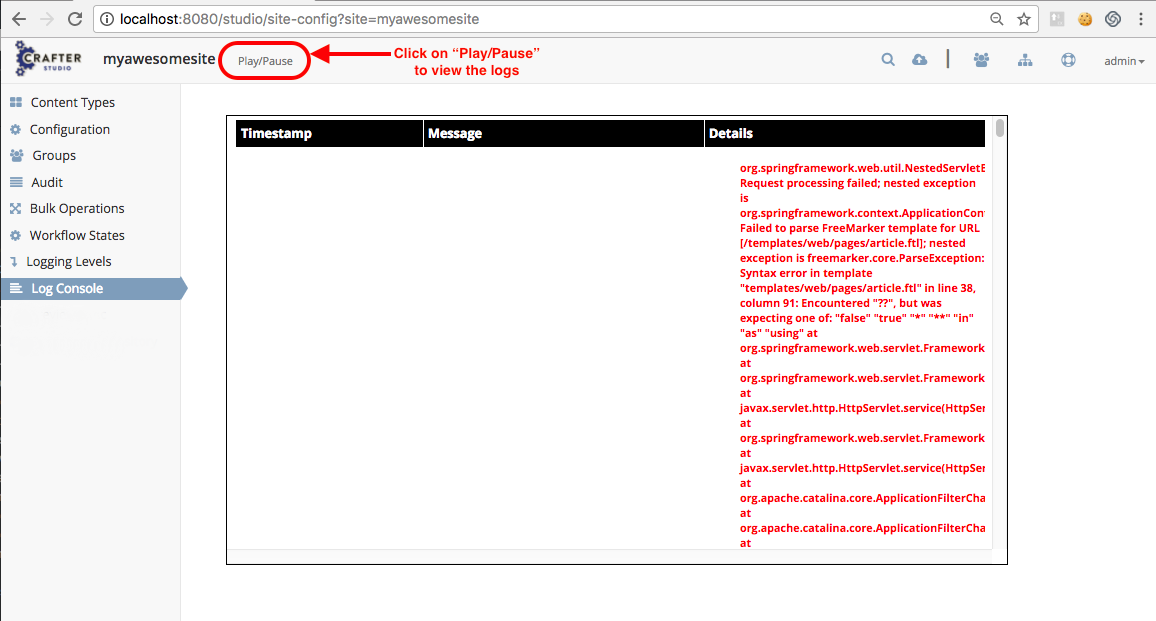 localhost:8080/studio/site-config?site=myawesomesite
CRAFTER
STUDIO
myawesomesite
Play/Pause
Click on “Play/Pause”
to view the logs
admin
Content Types
Configuration
Groups
Audit
Bulk Operations
Workflow States
Logging Levels
Log Console
Timestamp Message Details
org.springframework.web.util.NestedServletE
Request processing failed; nested exception
is
org.springframework.context.ApplicationCon
Failed to parse FreeMarker template for URL
[/templates/web/pages/article.ftl]; nested
exception is freemarker.core.ParseException:
Syntax error in template
"templates/web/pages/article.ftl" in line 38,
column 91: Encountered "??", but was
expecting one of: "false" "true" "*" "**" "in"
"as" "using" at
org.springframework.web.servlet.Framework
at
org.springframework.web.servlet.Framework
at
javax.servlet.http.HttpServlet.service(HttpSer
at
org.springframework.web.servlet.Framework
at
javax.servlet.http.HttpServlet.service(HttpSer
at
org.apache.catalina.core.ApplicationFilterCha
at
org.apache.catalina.core.ApplicationFilterCha
at